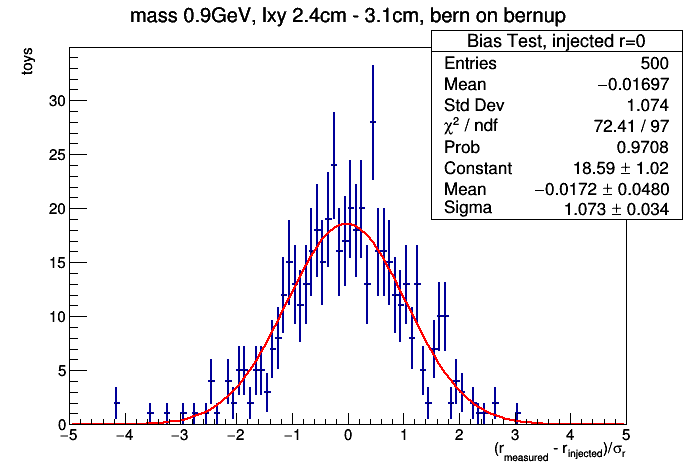 mass 0.9GeV, lxy 2.4cm - 3.1cm, bern on bernup
Bias Test, injected r=0
Entries 500
Mean −0.01697
Std Dev 1.074
χ² / ndf 72.41 / 97
Prob 0.9708
Constant 18.59 ± 1.02
Mean −0.0172 ± 0.0480
Sigma 1.073 ± 0.034
toys
30
25
20
15
10
5
0
−5 −4 −3 −2 −1 0 1 2 3 4 5
(r_measured - r_injected)/σ_r